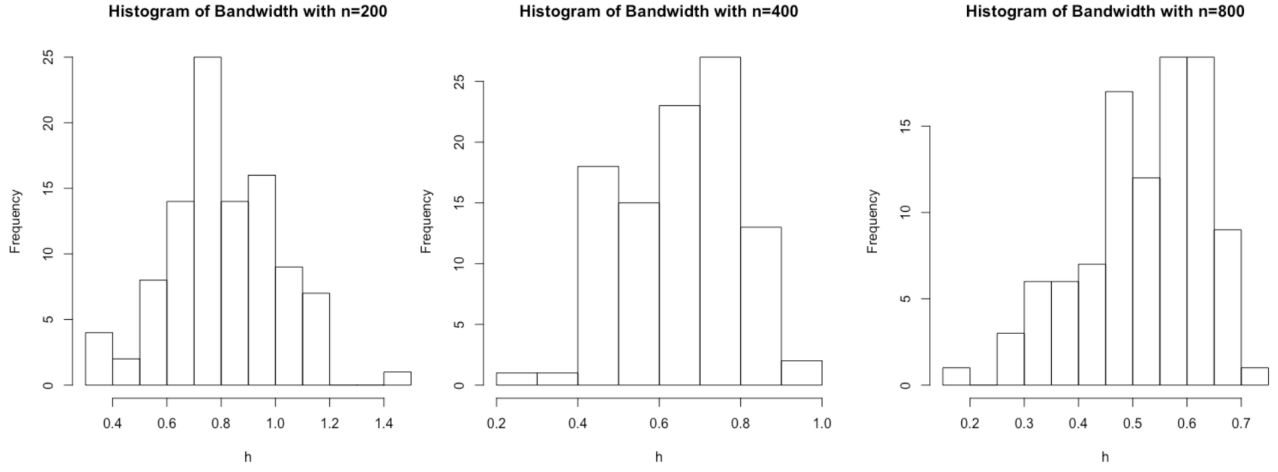 Histogram of Bandwidth with n=200
Frequency
25
20
15
10
5
0
0.4 0.6 0.8 1.0 1.2 1.4
h
Histogram of Bandwidth with n=400
Frequency
25
20
15
10
5
0
0.2 0.4 0.6 0.8 1.0
h
Histogram of Bandwidth with n=800
Frequency
15
10
5
0
0.2 0.3 0.4 0.5 0.6 0.7
h